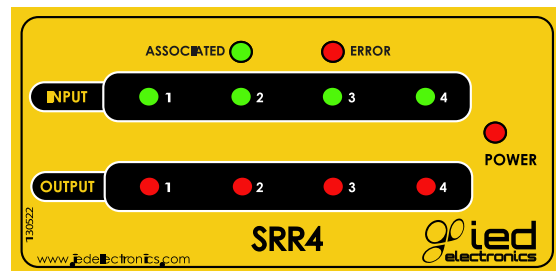 ASSOCIATED ERROR
INPUT 1 2 3 4
POWER
OUTPUT 1 2 3 4
130522
www.iedelectronics.com
SRR4
ied
electronics